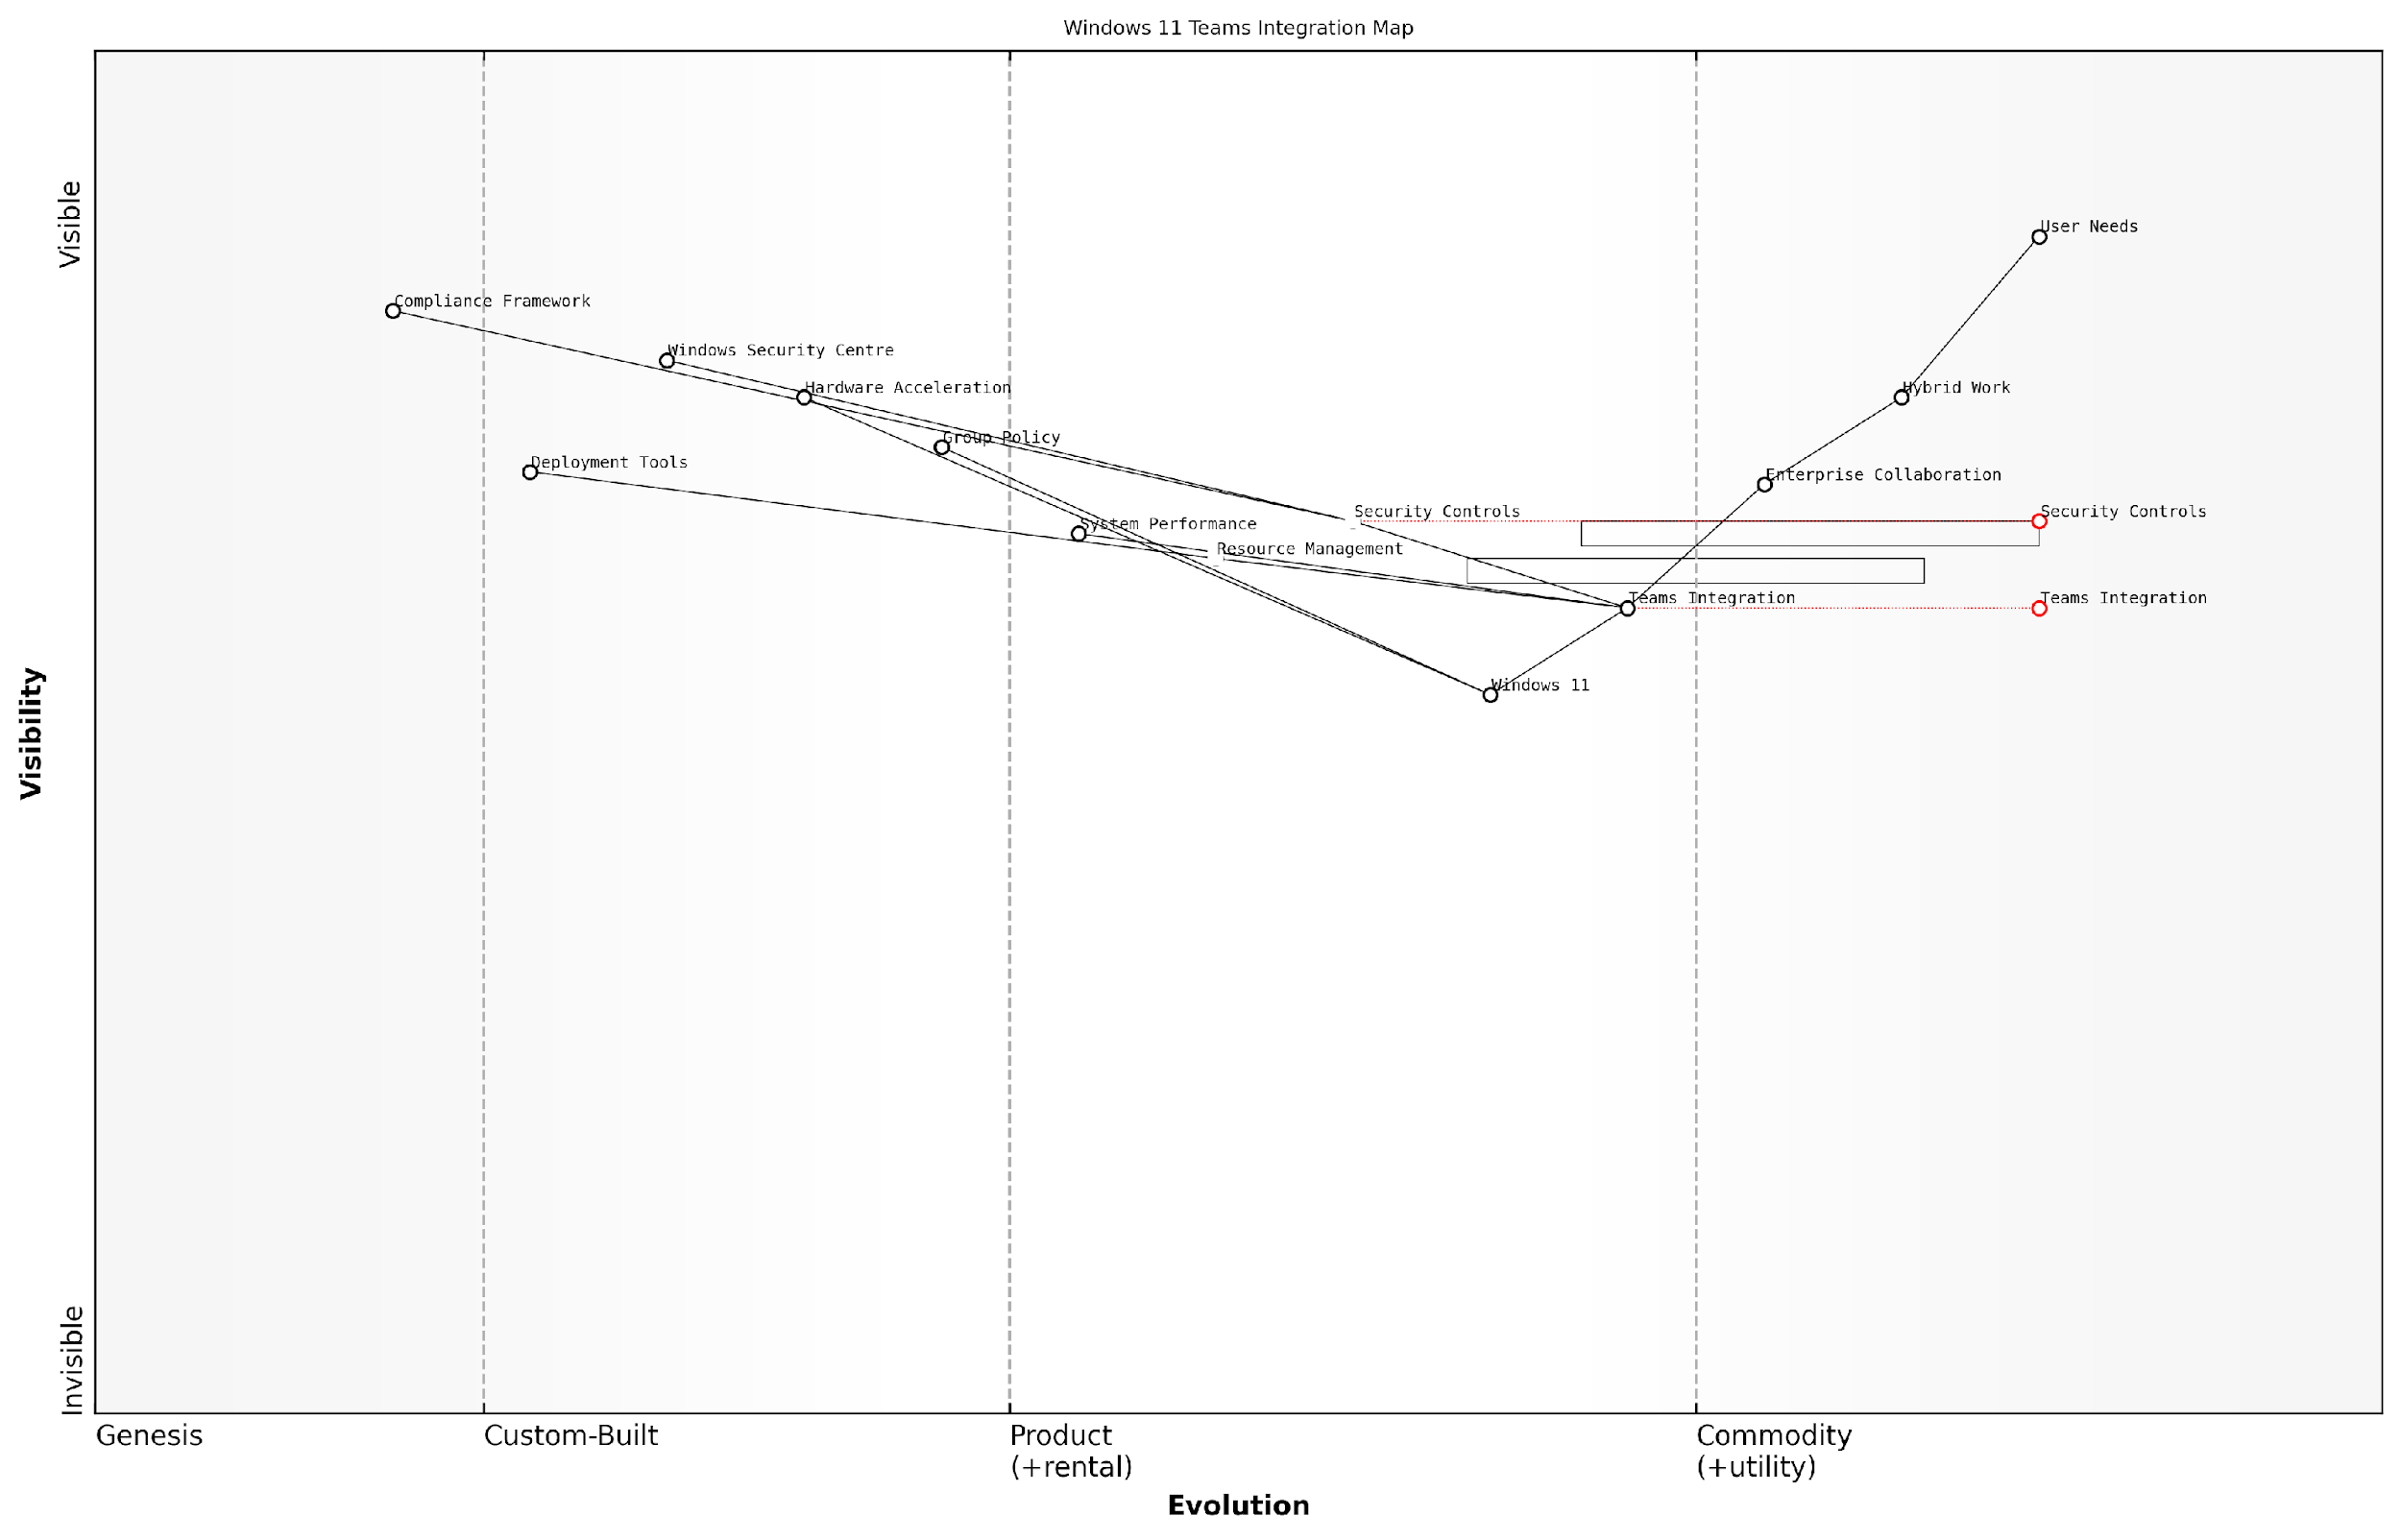 Windows 11 Teams Integration Map
Visible
User Needs
Compliance Framework
Windows Security Centre
Hardware Acceleration
Hybrid Work
Group Policy
Deployment Tools
Enterprise Collaboration
Security Controls
Security Controls
System Performance
Resource Management
Teams Integration
Teams Integration
Windows 11
Visibility
Invisible
Genesis
Custom-Built
Product
(+rental)
Commodity
(+utility)
Evolution